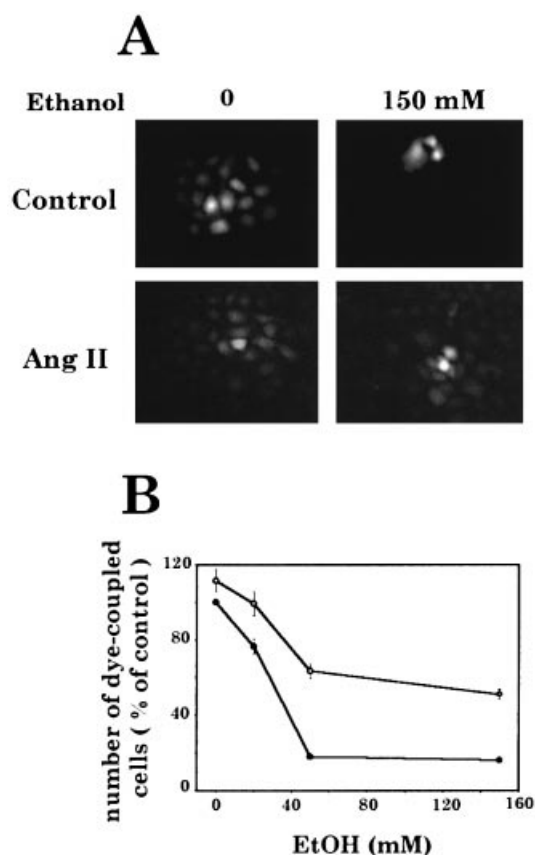 A
Ethanol 0 150 mM
Control
Ang II
B
number of dye-coupled
cells ( % of control )
120
80
40
0
0 40 80 120 160
EtOH (mM)